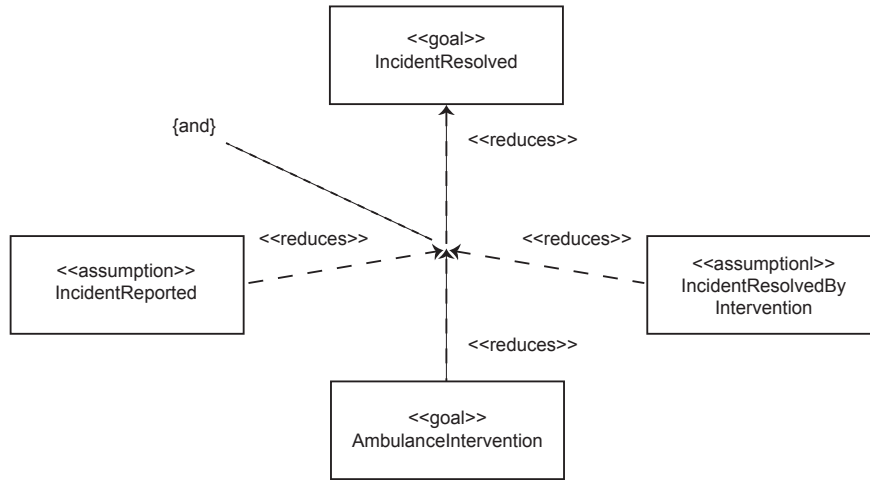 <<goal>>
IncidentResolved
{and}
<<reduces>>
<<reduces>>
<<reduces>>
<<assumption>>
IncidentReported
<<assumptionl>>
IncidentResolvedBy
Intervention
<<reduces>>
<<goal>>
AmbulanceIntervention